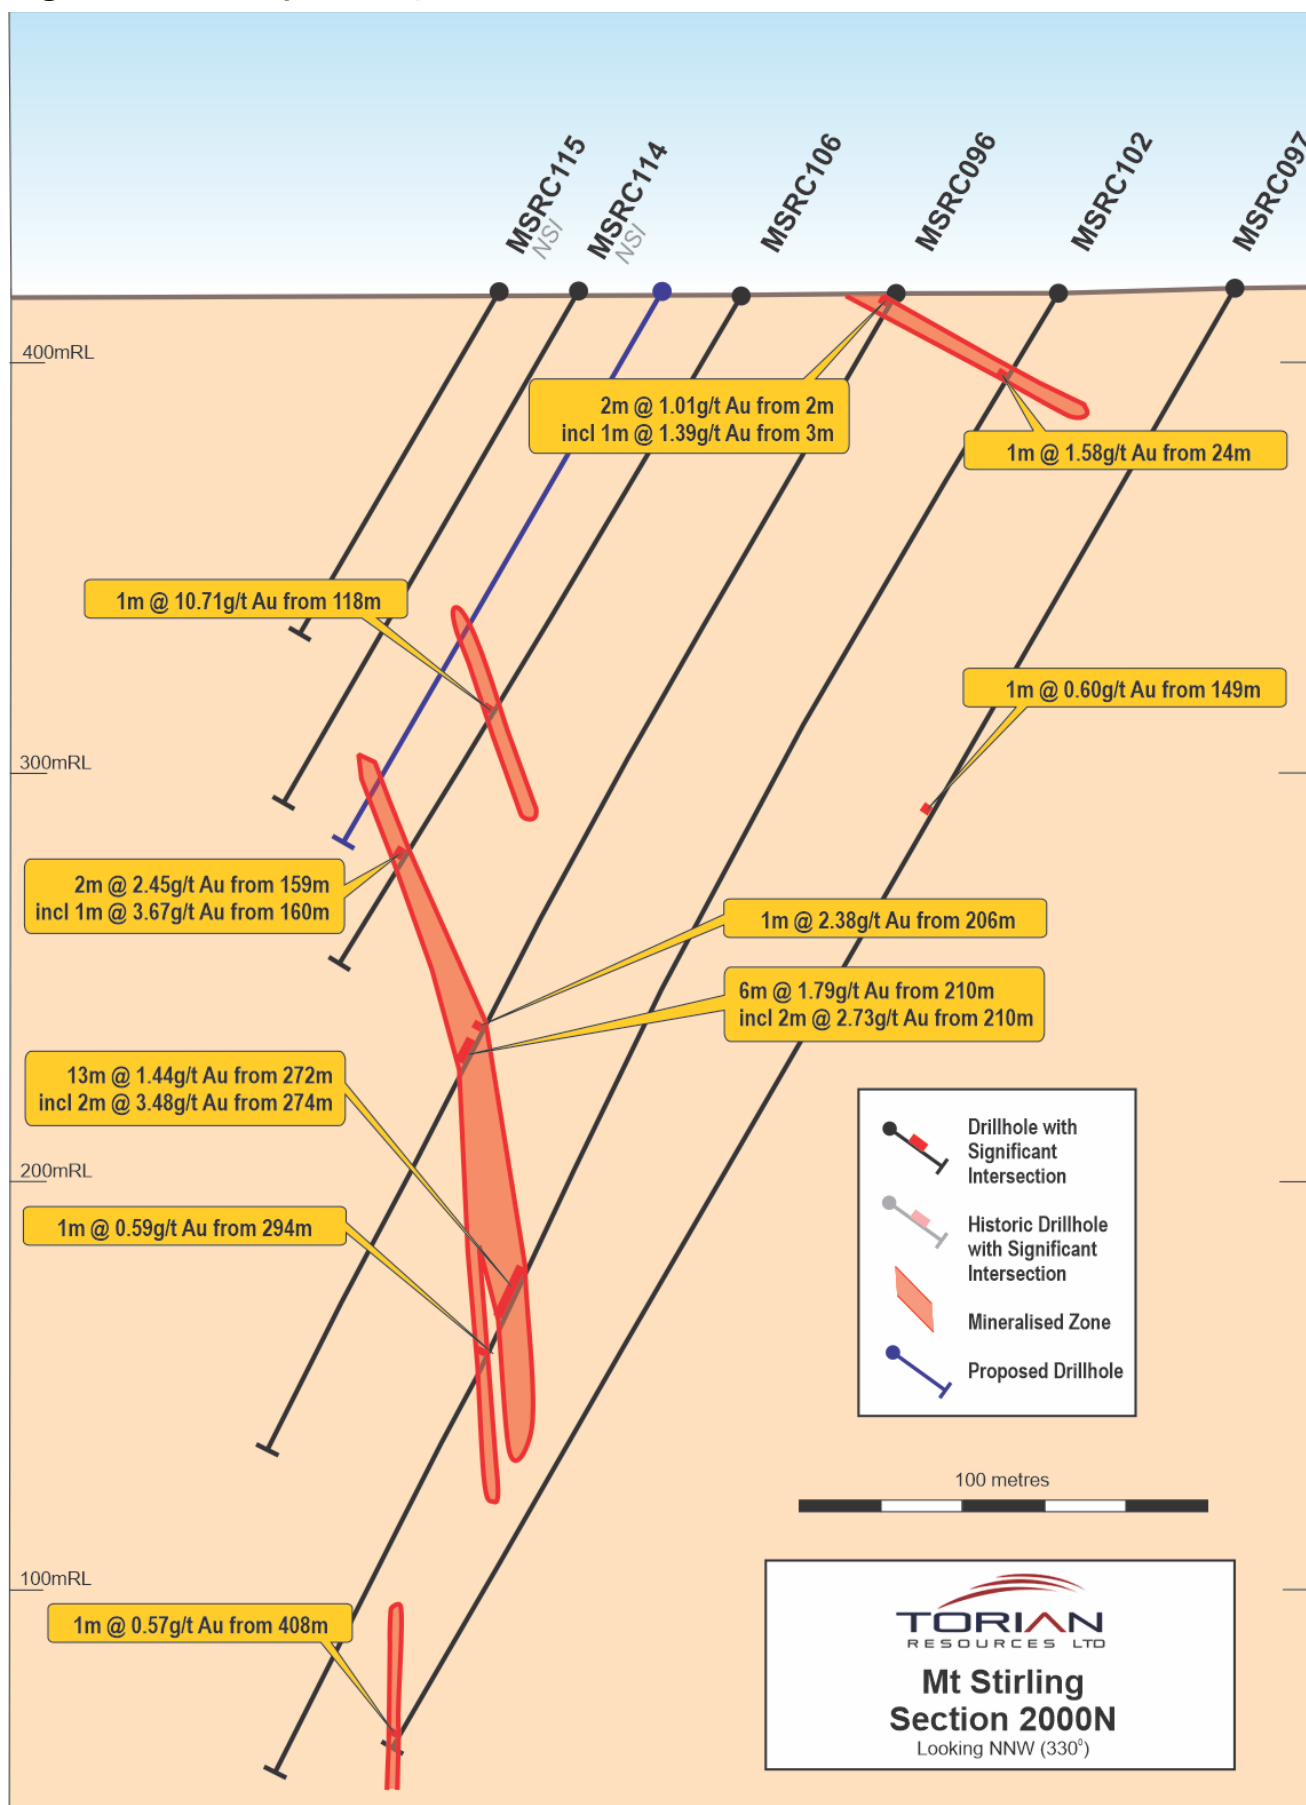 MSRC115
NSI
MSRC114
NSI
MSRC106
MSRC096
MSRC102
MSRC097
400mRL
2m @ 1.01g/t Au from 2m
incl 1m @ 1.39g/t Au from 3m
1m @ 1.58g/t Au from 24m
1m @ 10.71g/t Au from 118m
1m @ 0.60g/t Au from 149m
300mRL
2m @ 2.45g/t Au from 159m
incl 1m @ 3.67g/t Au from 160m
1m @ 2.38g/t Au from 206m
6m @ 1.79g/t Au from 210m
incl 2m @ 2.73g/t Au from 210m
13m @ 1.44g/t Au from 272m
incl 2m @ 3.48g/t Au from 274m
200mRL
1m @ 0.59g/t Au from 294m
Drillhole with
Significant
Intersection
Historic Drillhole
with Significant
Intersection
Mineralised Zone
Proposed Drillhole
100 metres
100mRL
1m @ 0.57g/t Au from 408m
TORIAN
RESOURCES LTD
Mt Stirling
Section 2000N
Looking NNW (330⁰)